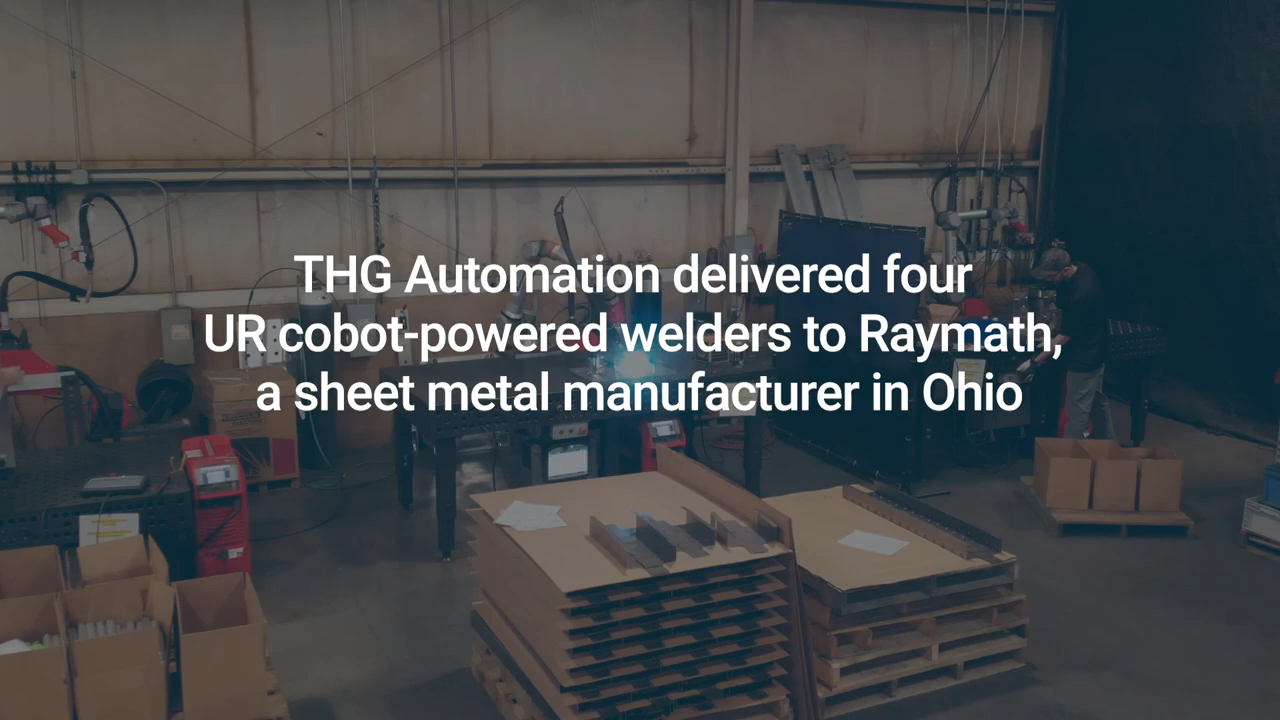 THG Automation delivered four
UR cobot-powered welders to Raymath,
a sheet metal manufacturer in Ohio